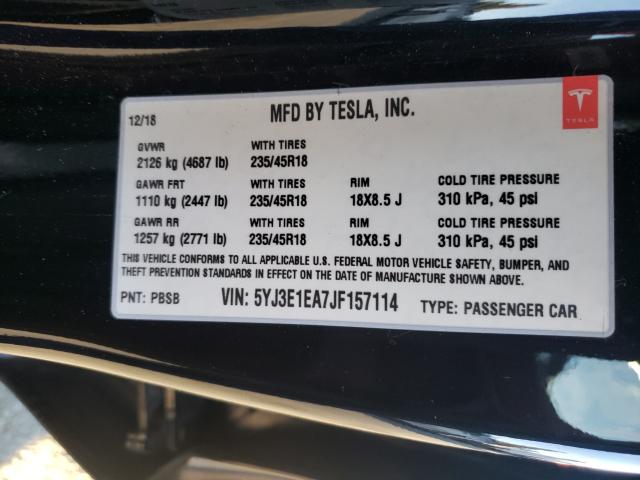 12/18
MFD BY TESLA, INC.
TESLA
GVWR WITH TIRES
2126 kg (4687 lb) 235/45R18
GAWR FRT WITH TIRES RIM COLD TIRE PRESSURE
1110 kg (2447 lb) 235/45R18 18X8.5 J 310 kPa, 45 psi
GAWR RR WITH TIRES RIM COLD TIRE PRESSURE
1257 kg (2771 lb) 235/45R18 18X8.5 J 310 kPa, 45 psi
THIS VEHICLE CONFORMS TO ALL APPLICABLE U.S. FEDERAL MOTOR VEHICLE SAFETY, BUMPER, AND
THEFT PREVENTION STANDARDS IN EFFECT ON THE DATE OF MANUFACTURE SHOWN ABOVE.
PNT: PBSB VIN: 5YJ3E1EA7JF157114 TYPE: PASSENGER CAR